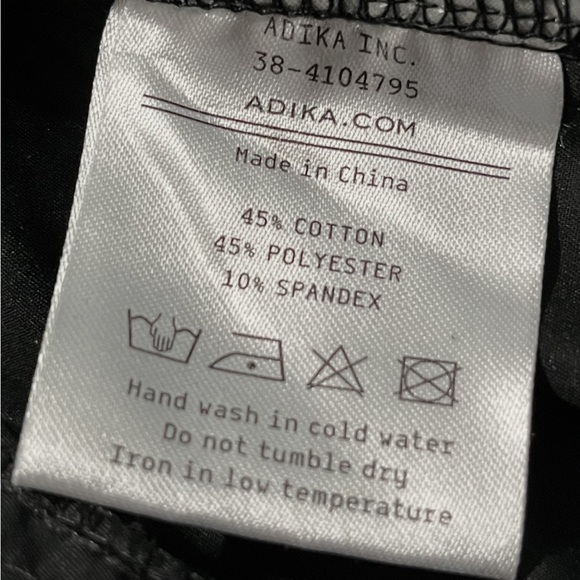 ADIKA INC.
38-4104795
ADIKA.COM
Made in China
45% COTTON
45% POLYESTER
10% SPANDEX
Hand wash in cold water
Do not tumble dry
Iron in low temperature